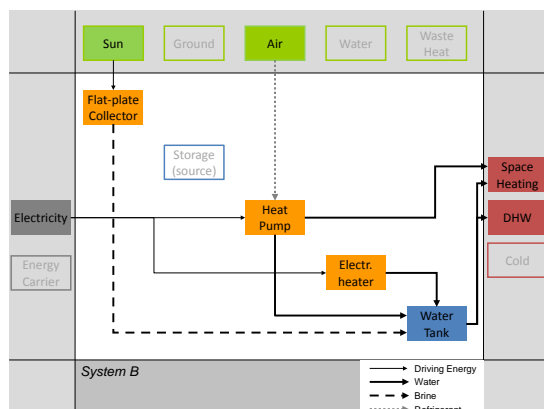 Sun
Ground
Air
Water
Waste
Heat
Flat-plate
Collector
Storage
(source)
Space
Heating
Electricity
Heat
Pump
DHW
Energy
Carrier
Electr.
heater
Cold
Water
Tank
System B
Driving Energy
Water
Brine
Refrigerant